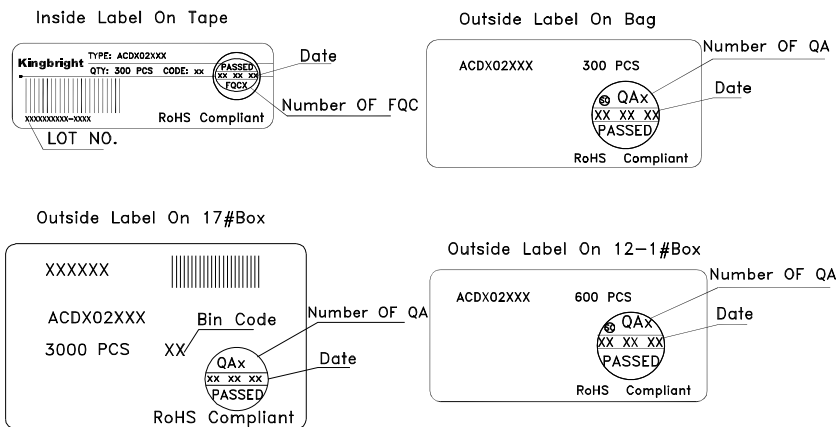 Inside Label On Tape
Kingbright
TYPE: ACDX02XXX
QTY: 300 PCS CODE: xx
PASSED
XX XX XX
FQCX
Date
Number OF FQC
XXXXXXXXXX-XXXX
RoHS Compliant
LOT NO.
Outside Label On Bag
ACDX02XXX 300 PCS
Number OF QA
QAx
Date
XX XX XX
PASSED
RoHS Compliant
Outside Label On 17#Box
XXXXXX
ACDX02XXX
Bin Code
3000 PCS XX
Number OF QA
QAx
Date
XX XX XX
PASSED
RoHS Compliant
Outside Label On 12-1#Box
ACDX02XXX 600 PCS
Number OF QA
QAx
Date
XX XX XX
PASSED
RoHS Compliant